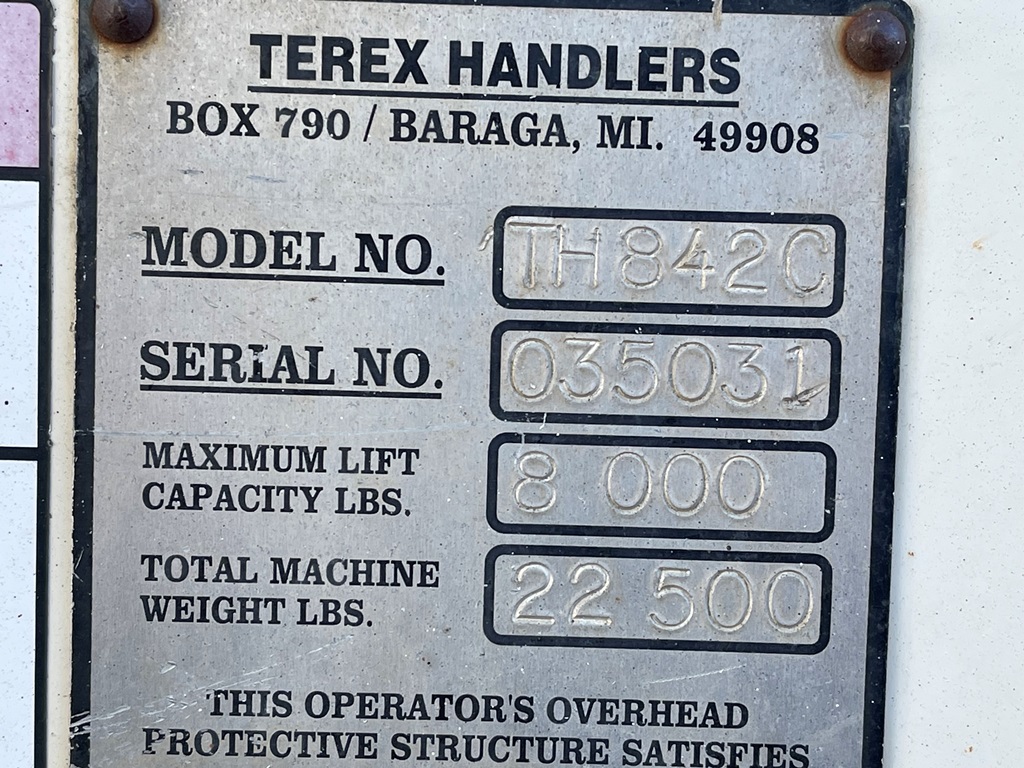 TEREX HANDLERS
BOX 790 / BARAGA, MI. 49908
MODEL NO. TH842C
SERIAL NO. 035031
MAXIMUM LIFT
CAPACITY LBS. 8 000
TOTAL MACHINE
WEIGHT LBS. 22 500
THIS OPERATOR'S OVERHEAD
PROTECTIVE STRUCTURE SATISFIES